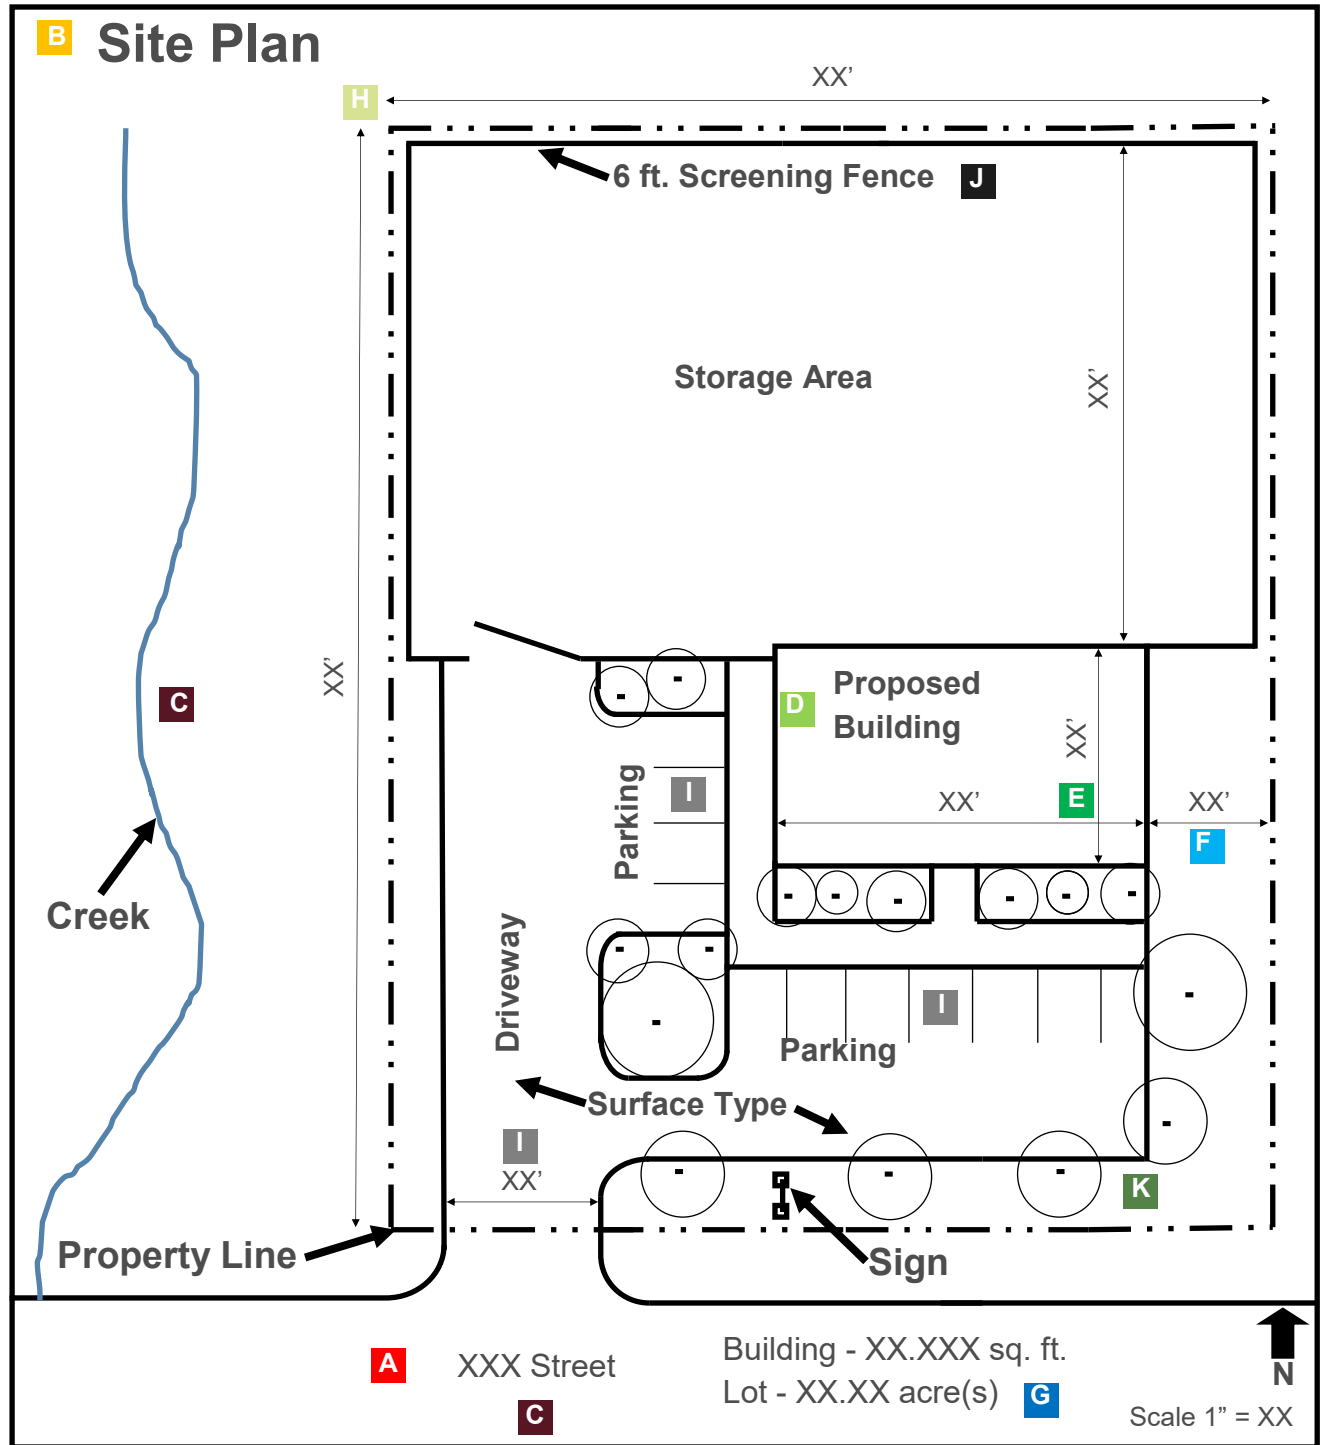 B Site Plan
XX’
H
6 ft. Screening Fence J
Storage Area
XX’
XX’
C
D Proposed
Building
XX’
I
Parking
XX’
E
XX’
F
Creek
Driveway
I
Parking
Surface Type
I
XX’
K
Property Line
Sign
A XXX Street
C
Building - XX.XXX sq. ft.
Lot - XX.XX acre(s) G
N
Scale 1” = XX